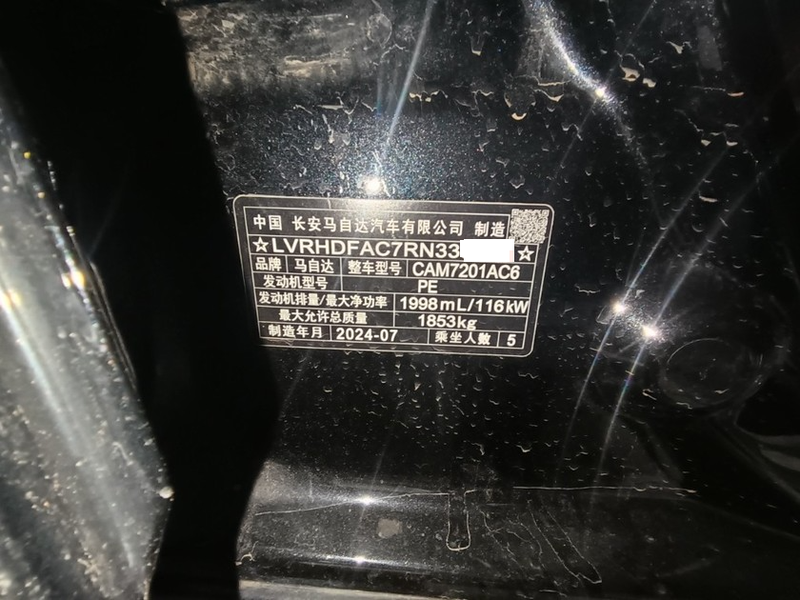 中国 长安马自达汽车有限公司 制造
☆LVRHDFAC7RN33 ☆
品牌 马自达 整车型号 CAM7201AC6
发动机型号 PE
发动机排量/最大净功率 1998mL/116kW
最大允许总质量 1853kg
制造年月 2024-07 乘坐人数 5